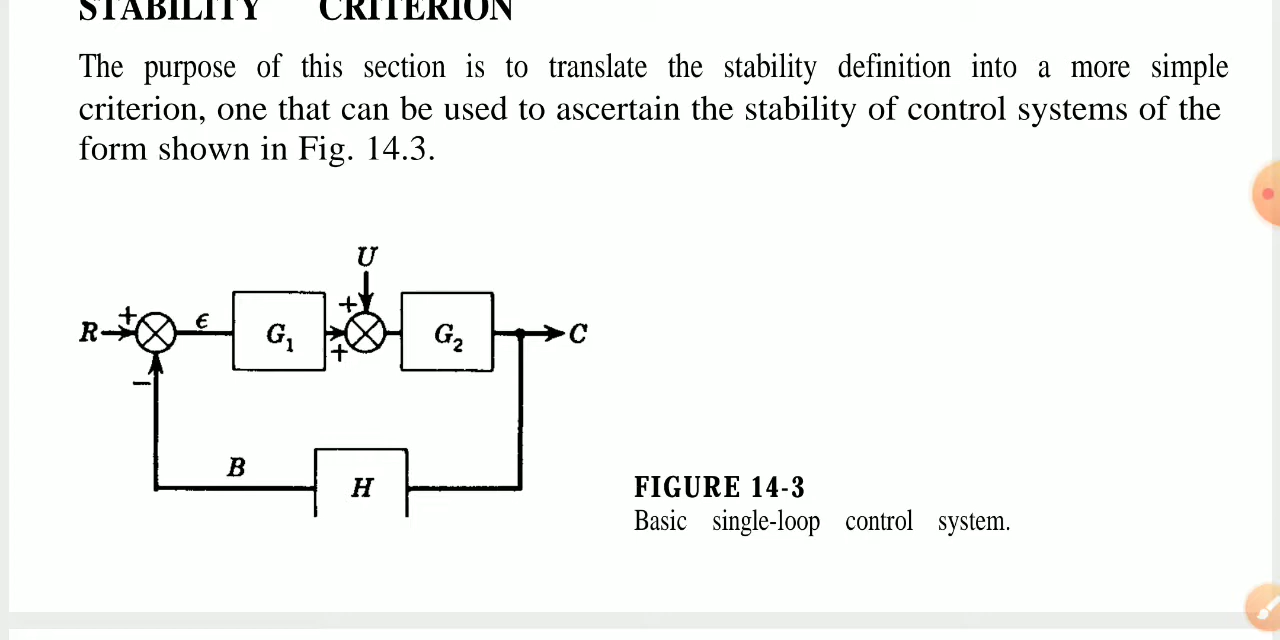 STABILITY CRITERION
The purpose of this section is to translate the stability definition into a more simple
criterion, one that can be used to ascertain the stability of control systems of the
form shown in Fig. 14.3.
U
R + ϵ G₁ + + G₂ C
−
B
H
FIGURE 14-3
Basic single-loop control system.